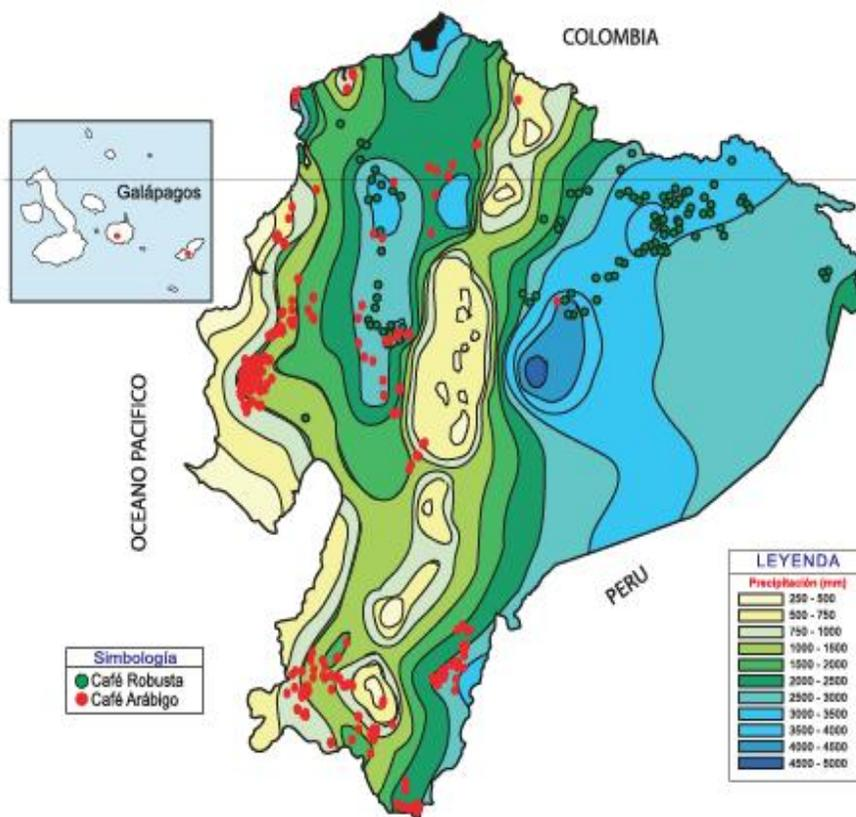 COLOMBIA
Galápagos
OCEANO PACIFICO
PERU
Simbología
Café Robusta
Café Arábigo
LEYENDA
Precipitación (mm)
250 - 500
500 - 750
750 - 1000
1000 - 1500
1500 - 2000
2000 - 2500
2500 - 3000
3000 - 3500
3500 - 4000
4000 - 4500
4500 - 5000